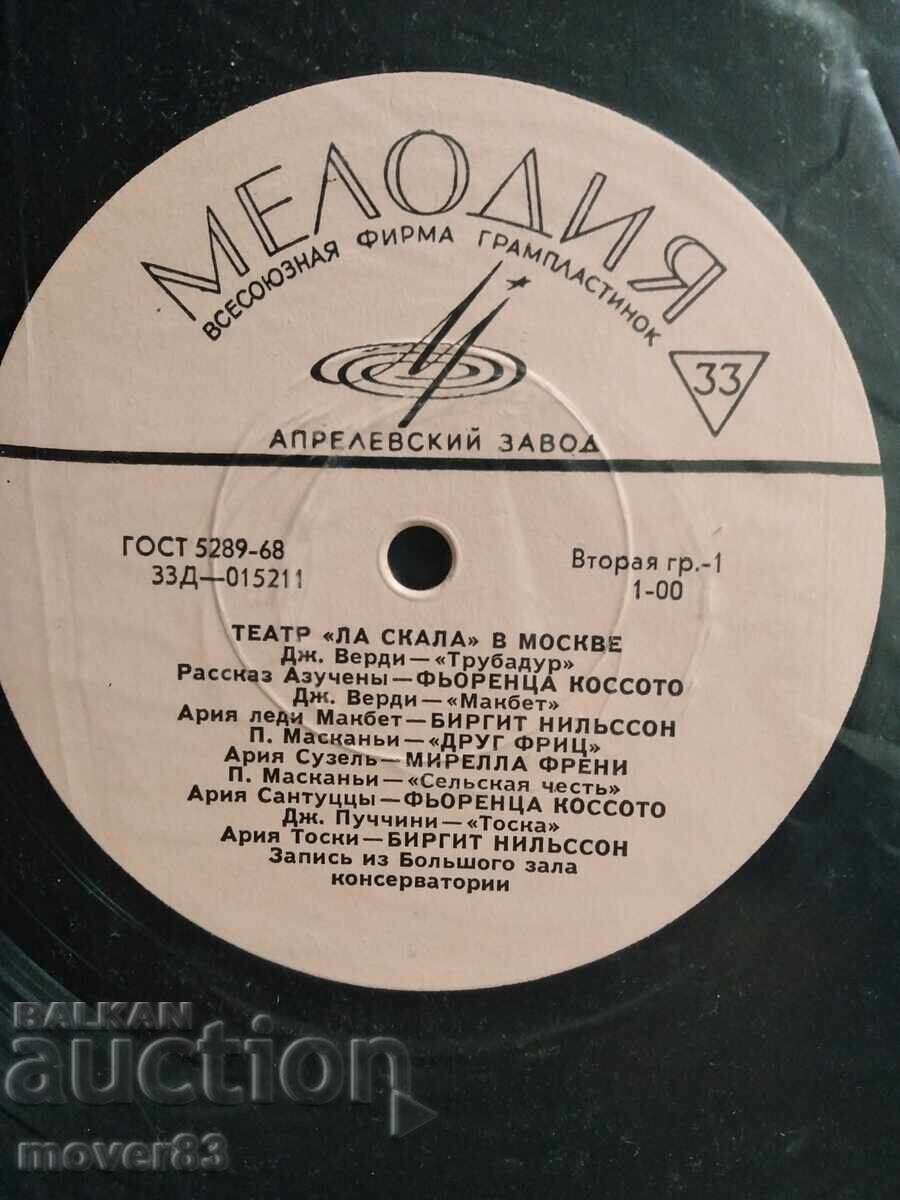 МЕЛОДИЯ
ВСЕСОЮЗНАЯ ФИРМА ГРАМПЛАСТИНОК
33
АПРЕЛЕВСКИЙ ЗАВОД
ГОСТ 5289-68
33Д—015211
Вторая гр.-1
1-00
ТЕАТР «ЛА СКАЛА» В МОСКВЕ
Дж. Верди — «Трубадур»
Рассказ Азучены — ФЬОРЕНЦА КОССОТО
Дж. Верди — «Макбет»
Ария леди Макбет — БИРГИТ НИЛЬССОН
П. Масканьи — «ДРУГ ФРИЦ»
Ария Сузель — МИРЕЛЛА ФРЕНИ
П. Масканьи — «Сельская честь»
Ария Сантуццы — ФЬОРЕНЦА КОССОТО
Дж. Пуччини — «Тоска»
Ария Тоски — БИРГИТ НИЛЬССОН
Запись из Большого зала
консерватории
BALKAN
auction
mover83